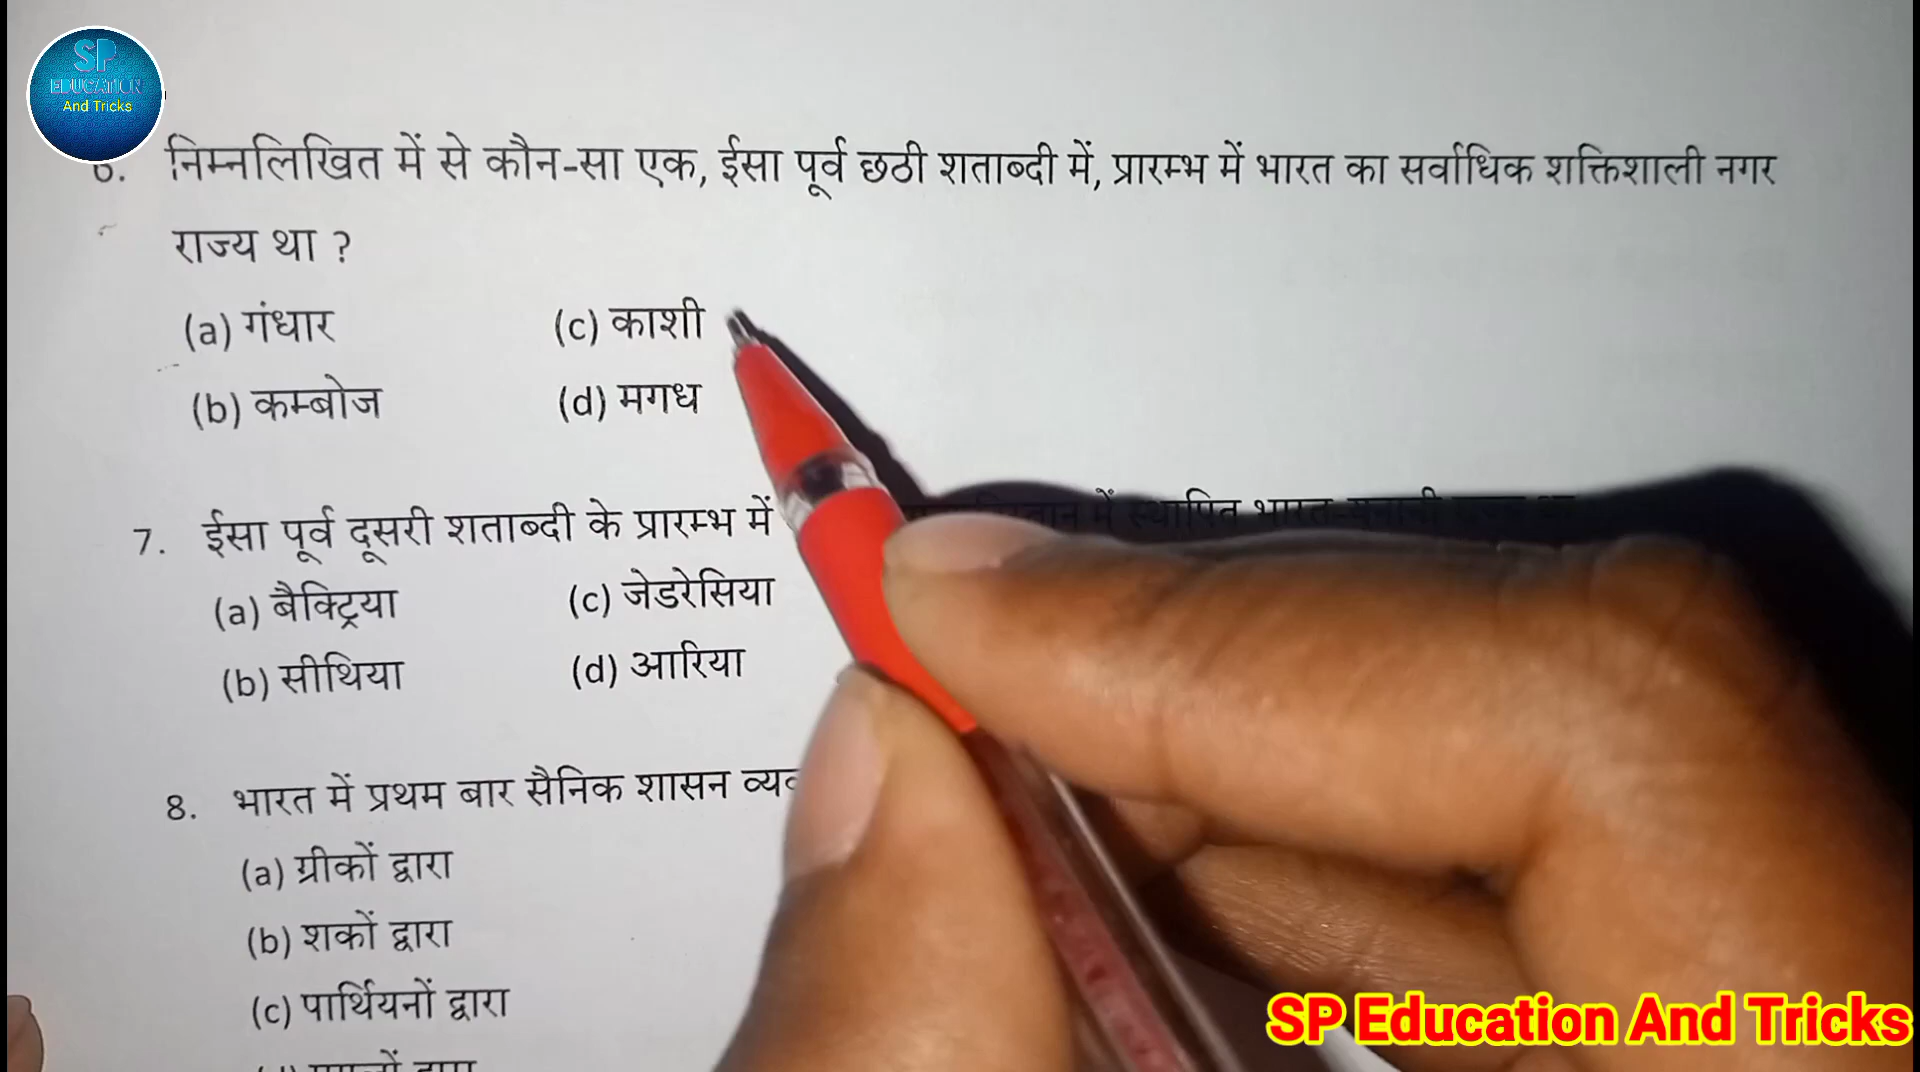 SP
EDUCATION
And Tricks
6. निम्नलिखित में से कौन-सा एक, ईसा पूर्व छठी शताब्दी में, प्रारम्भ में भारत का सर्वाधिक शक्तिशाली नगर
राज्य था ?
(a) गंधार (c) काशी
(b) कम्बोज (d) मगध
7. ईसा पूर्व दूसरी शताब्दी के प्रारम्भ में में स्थापित भारत-यूनानी
(a) बैक्ट्रिया (c) जेडरेसिया
(b) सीथिया (d) आरिया
8. भारत में प्रथम बार सैनिक शासन
(a) ग्रीकों द्वारा
(b) शकों द्वारा
(c) पार्थियनों द्वारा
SP Education And Tricks